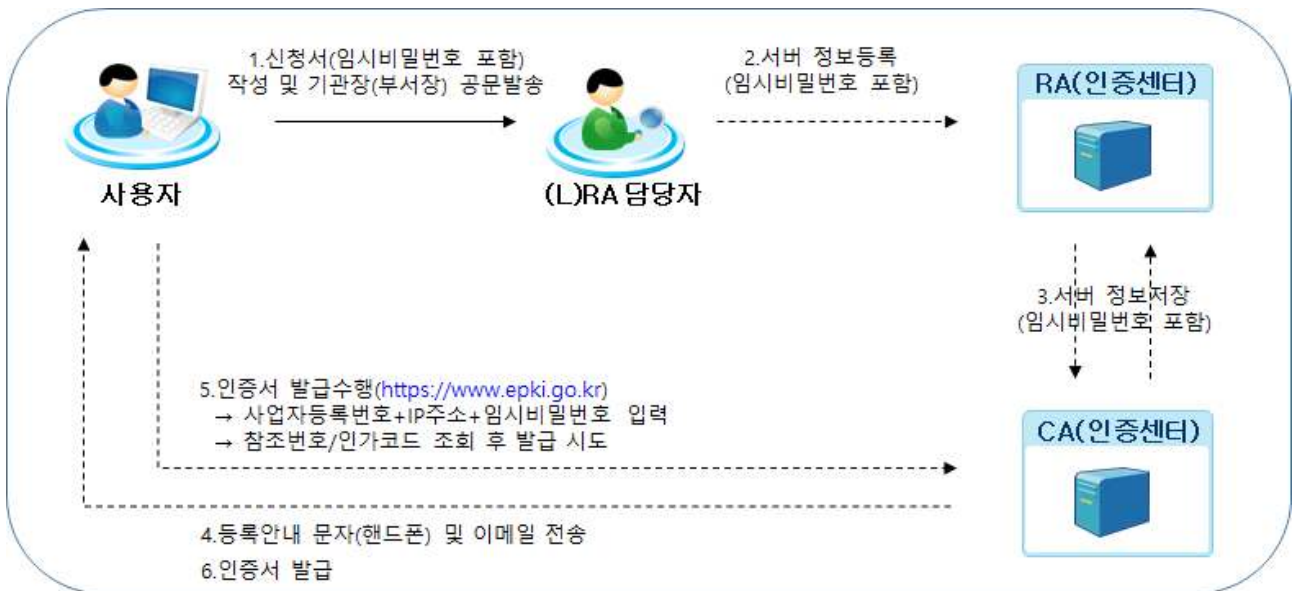 1.신청서(임시비밀번호 포함)
작성 및 기관장(부서장) 공문발송
2.서버 정보등록
(임시비밀번호 포함)
RA(인증센터)
사용자
(L)RA 담당자
3.서버 정보저장
(임시비밀번호 포함)
5.인증서 발급수행(https://www.epki.go.kr)
→ 사업자등록번호+IP주소+임시비밀번호 입력
→ 참조번호/인가코드 조회 후 발급 시도
CA(인증센터)
4.등록안내 문자(핸드폰) 및 이메일 전송
6.인증서 발급